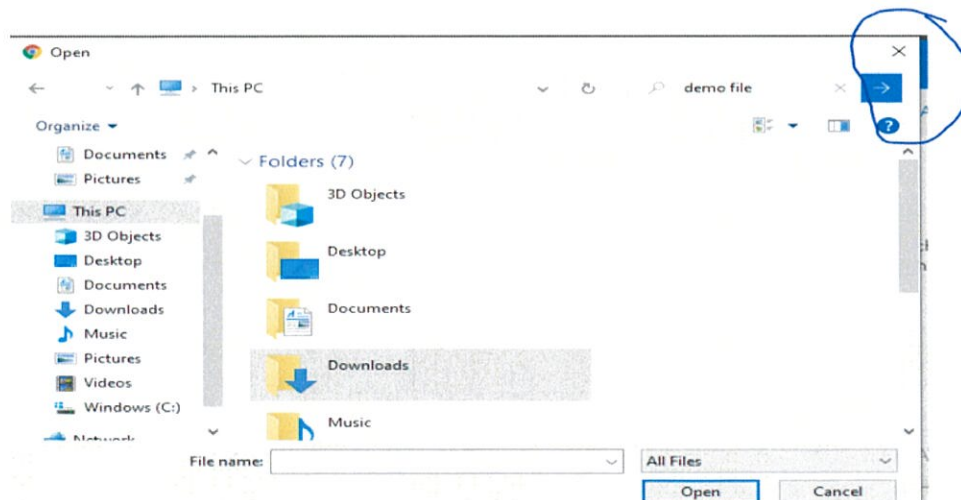 Open
This PC
demo file
Organize
Documents
Pictures
This PC
3D Objects
Desktop
Documents
Downloads
Music
Pictures
Videos
Windows (C:)
Network
Folders (7)
3D Objects
Desktop
Documents
Downloads
Music
File name:
All Files
Open
Cancel